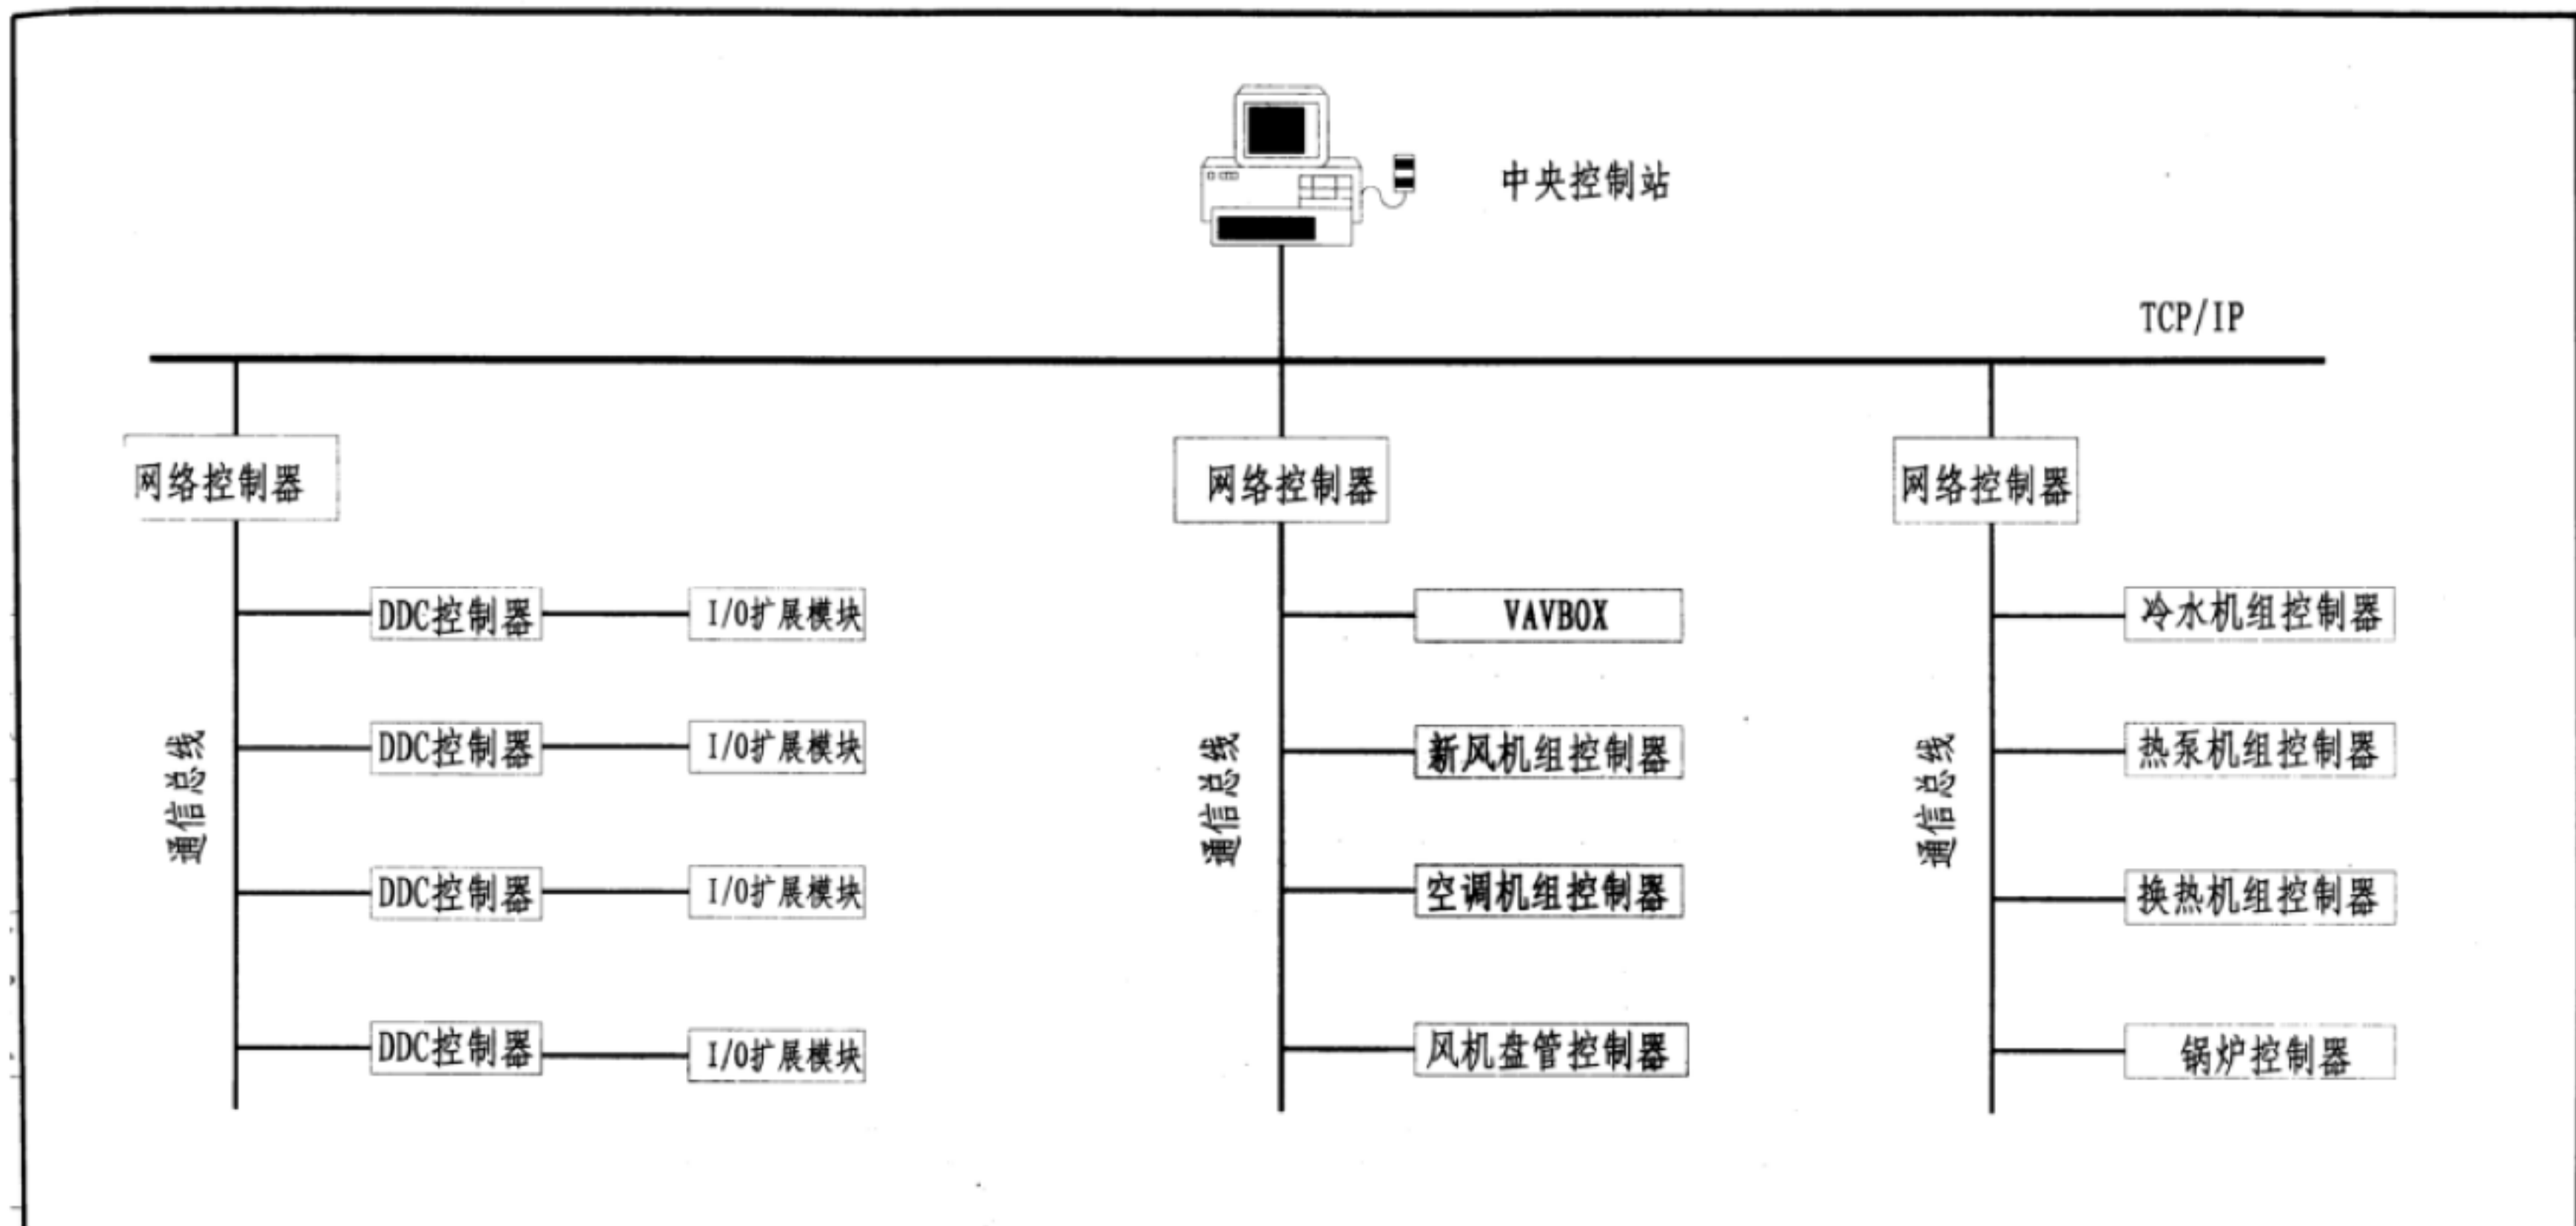 中央控制站
TCP/IP
网络控制器
网络控制器
网络控制器
DDC控制器
I/O扩展模块
VAVBOX
冷水机组控制器
通信总线
DDC控制器
I/O扩展模块
通信总线
新风机组控制器
通信总线
热泵机组控制器
DDC控制器
I/O扩展模块
空调机组控制器
换热机组控制器
DDC控制器
I/O扩展模块
风机盘管控制器
锅炉控制器